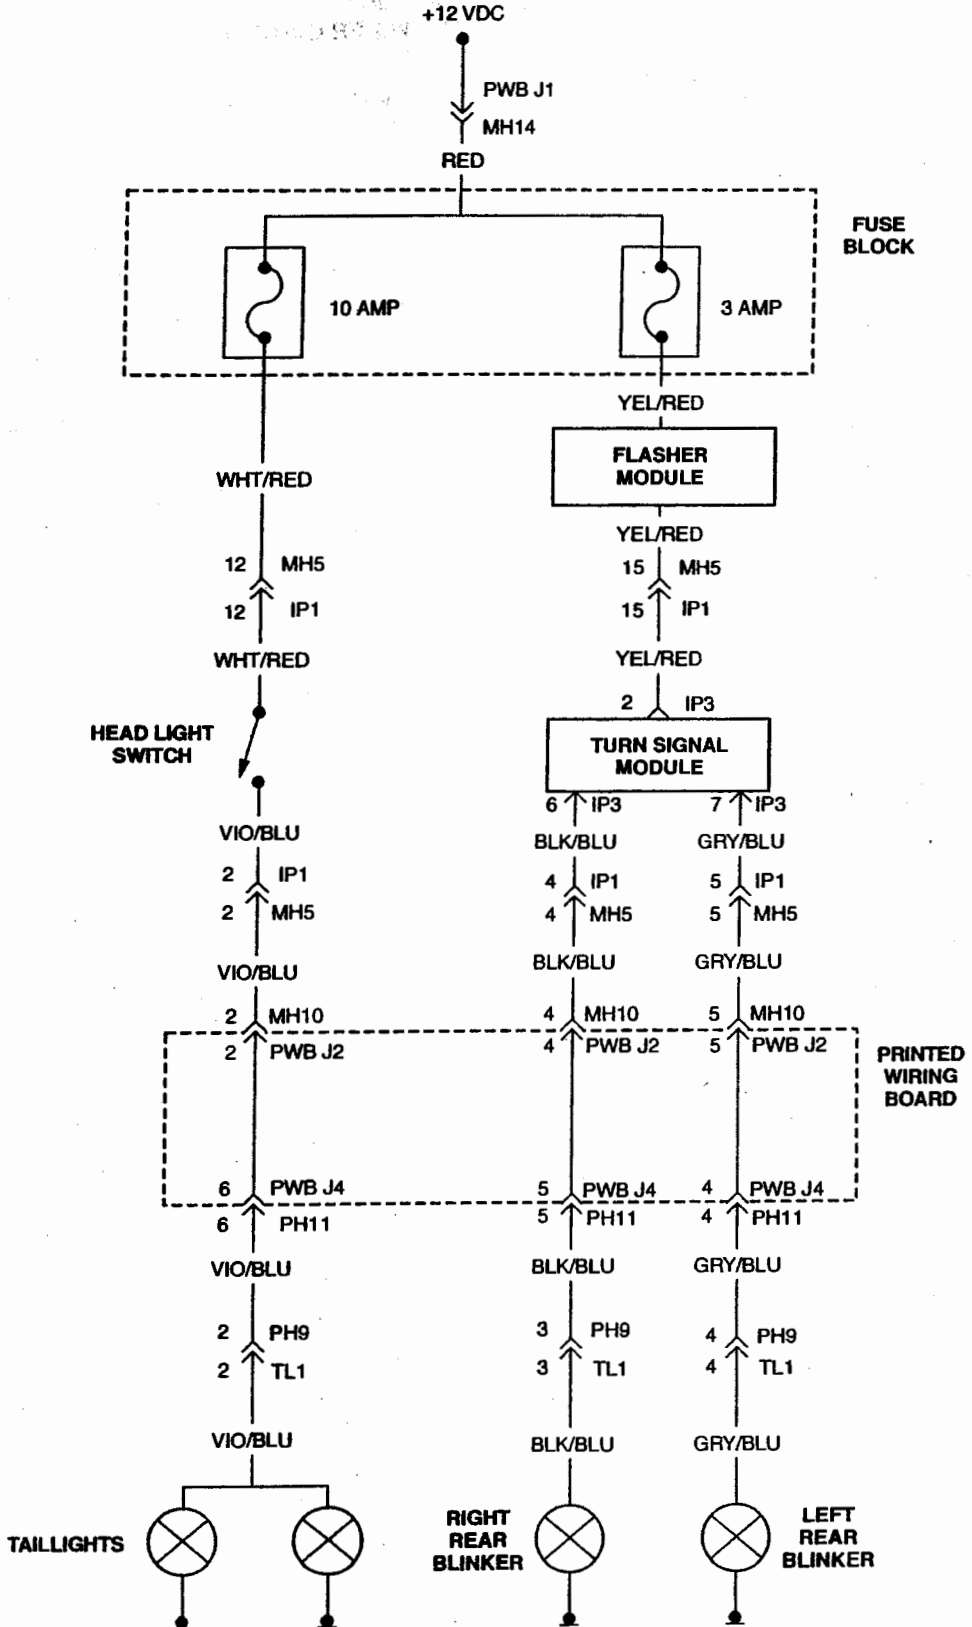 +12 VDC
PWB J1
MH14
RED
FUSE
BLOCK
10 AMP
3 AMP
YEL/RED
FLASHER
MODULE
WHT/RED
YEL/RED
12 MH5
15 MH5
12 IP1
15 IP1
WHT/RED
YEL/RED
2 IP3
HEAD LIGHT
SWITCH
TURN SIGNAL
MODULE
6 IP3
7 IP3
VIO/BLU
BLK/BLU
GRY/BLU
2 IP1
4 IP1
5 IP1
2 MH5
4 MH5
5 MH5
VIO/BLU
BLK/BLU
GRY/BLU
2 MH10
4 MH10
5 MH10
2 PWB J2
4 PWB J2
5 PWB J2
PRINTED
WIRING
BOARD
6 PWB J4
5 PWB J4
4 PWB J4
6 PH11
5 PH11
4 PH11
VIO/BLU
BLK/BLU
GRY/BLU
2 PH9
3 PH9
4 PH9
2 TL1
3 TL1
4 TL1
VIO/BLU
BLK/BLU
GRY/BLU
TAILLIGHTS
RIGHT
REAR
BLINKER
LEFT
REAR
BLINKER